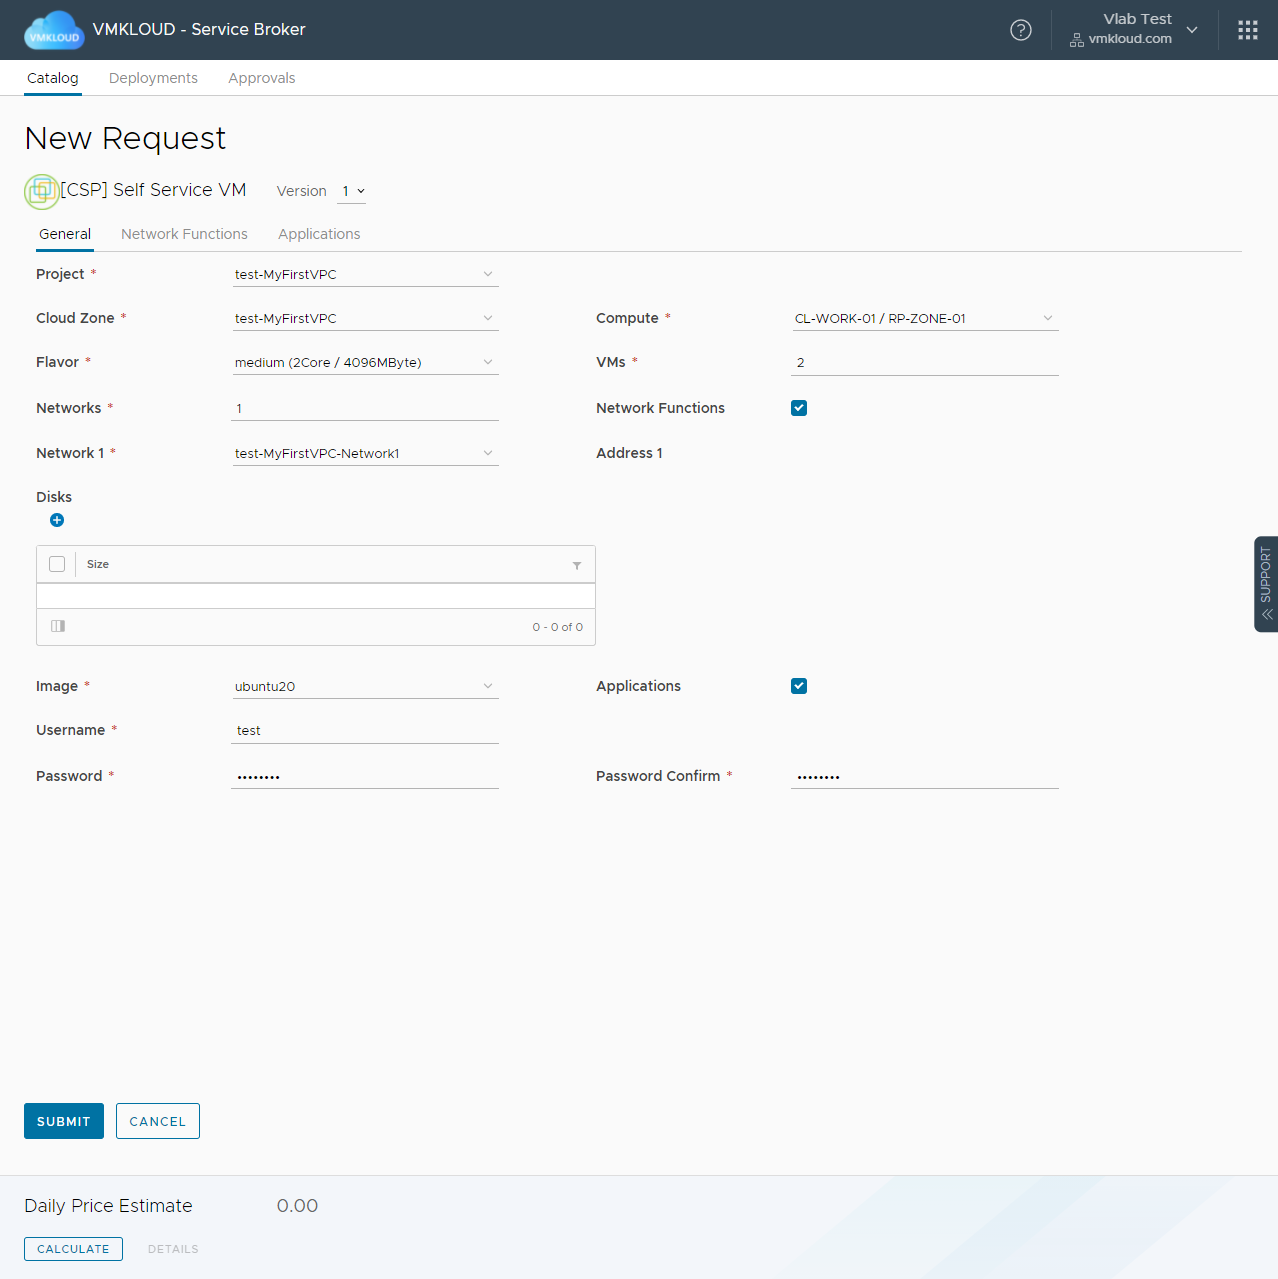 VMKLOUD
VMKLOUD - Service Broker
?
Vlab Test
vmkloud.com
Catalog Deployments Approvals
New Request
[CSP] Self Service VM Version 1
General Network Functions Applications
Project * test-MyFirstVPC
Cloud Zone * test-MyFirstVPC Compute * CL-WORK-01 / RP-ZONE-01
Flavor * medium (2Core / 4096MByte) VMs * 2
Networks * 1 Network Functions
Network 1 * test-MyFirstVPC-Network1 Address 1
Disks
Size
0 - 0 of 0
SUPPORT
Image * ubuntu20 Applications
Username * test
Password * •••••••• Password Confirm * ••••••••
SUBMIT CANCEL
Daily Price Estimate 0.00
CALCULATE DETAILS